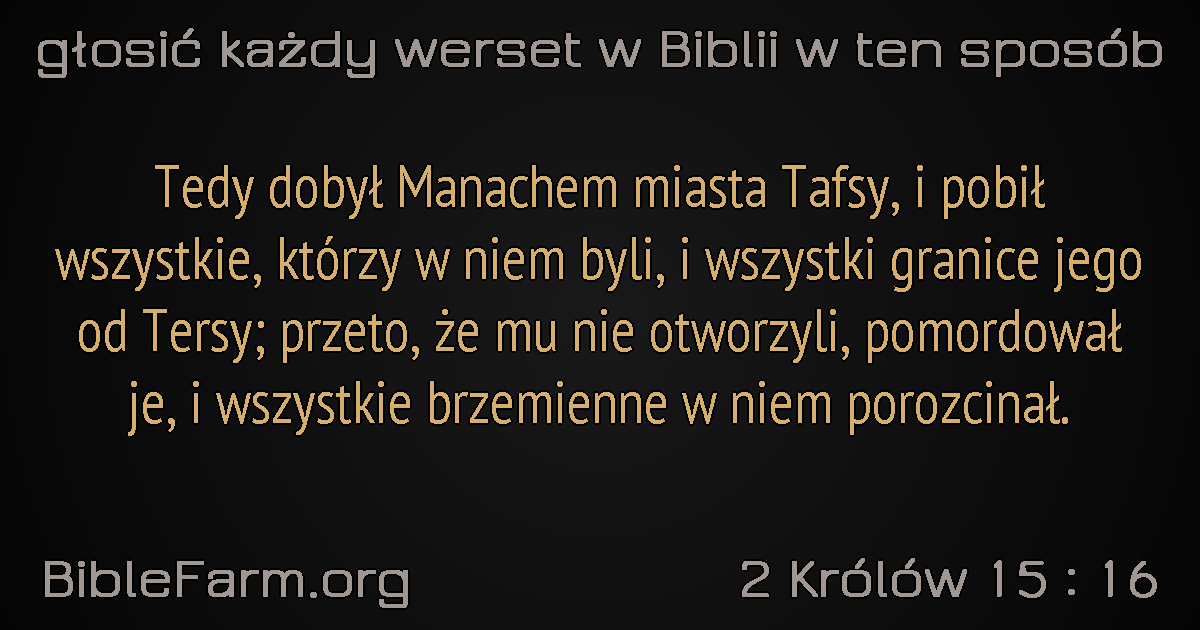 głosić każdy werset w Biblii w ten sposób
Tedy dobył Manachem miasta Tafsy, i pobił
wszystkie, którzy w niem byli, i wszystki granice jego
od Tersy; przeto, że mu nie otworzyli, pomordował
je, i wszystkie brzemienne w niem porozcinał.
BibleFarm.org
2 Królów 15 : 16